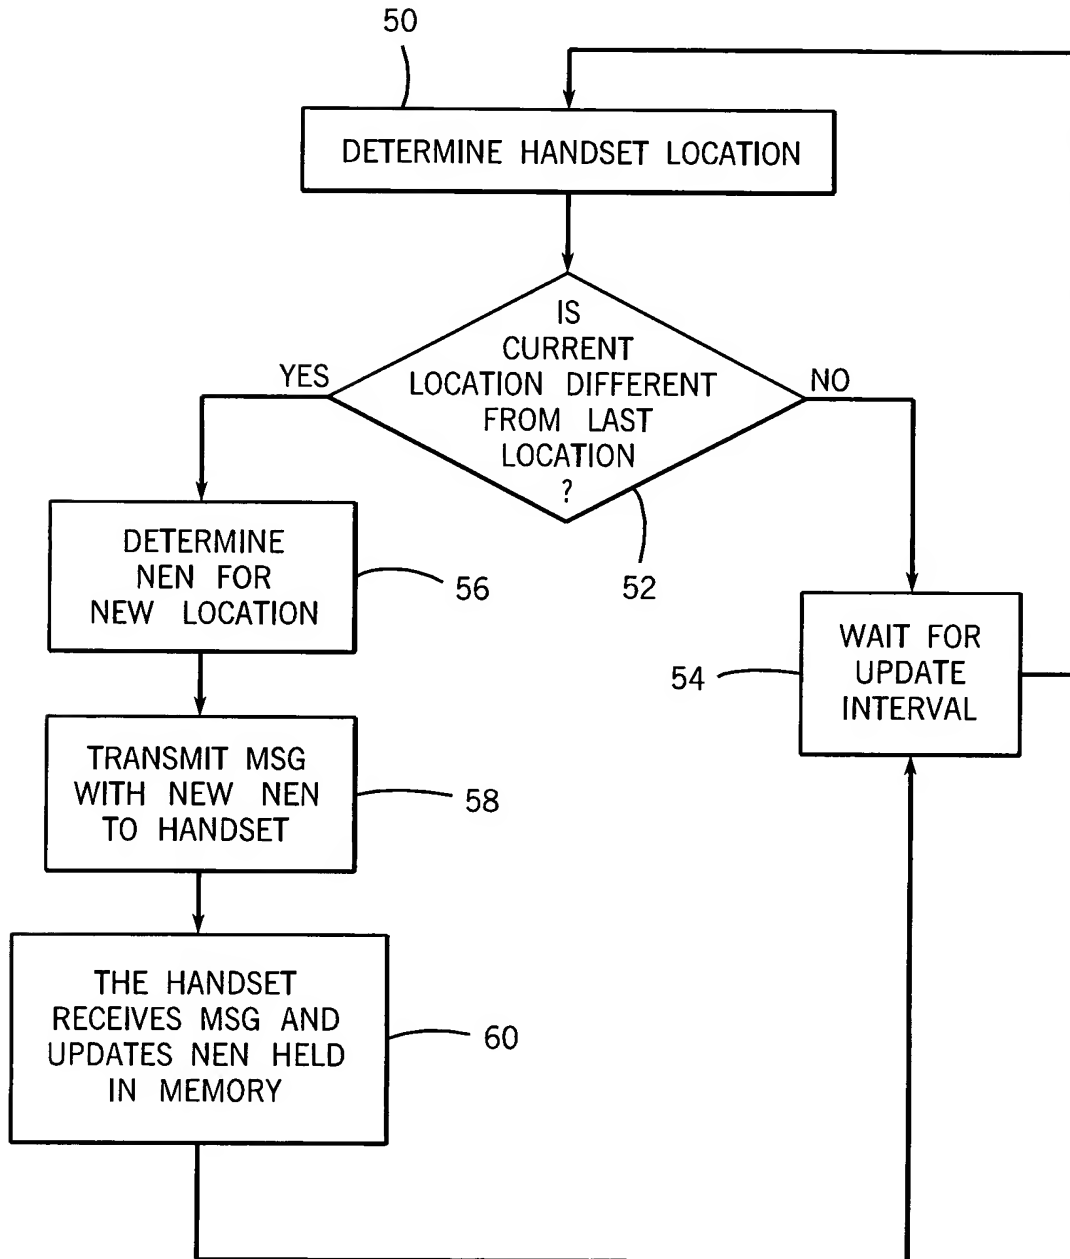 50
DETERMINE HANDSET LOCATION
IS
CURRENT
LOCATION DIFFERENT
FROM LAST
LOCATION
?
YES
NO
52
DETERMINE
NEN FOR
NEW LOCATION
56
WAIT FOR
UPDATE
INTERVAL
54
TRANSMIT MSG
WITH NEW NEN
TO HANDSET
58
THE HANDSET
RECEIVES MSG AND
UPDATES NEN HELD
IN MEMORY
60